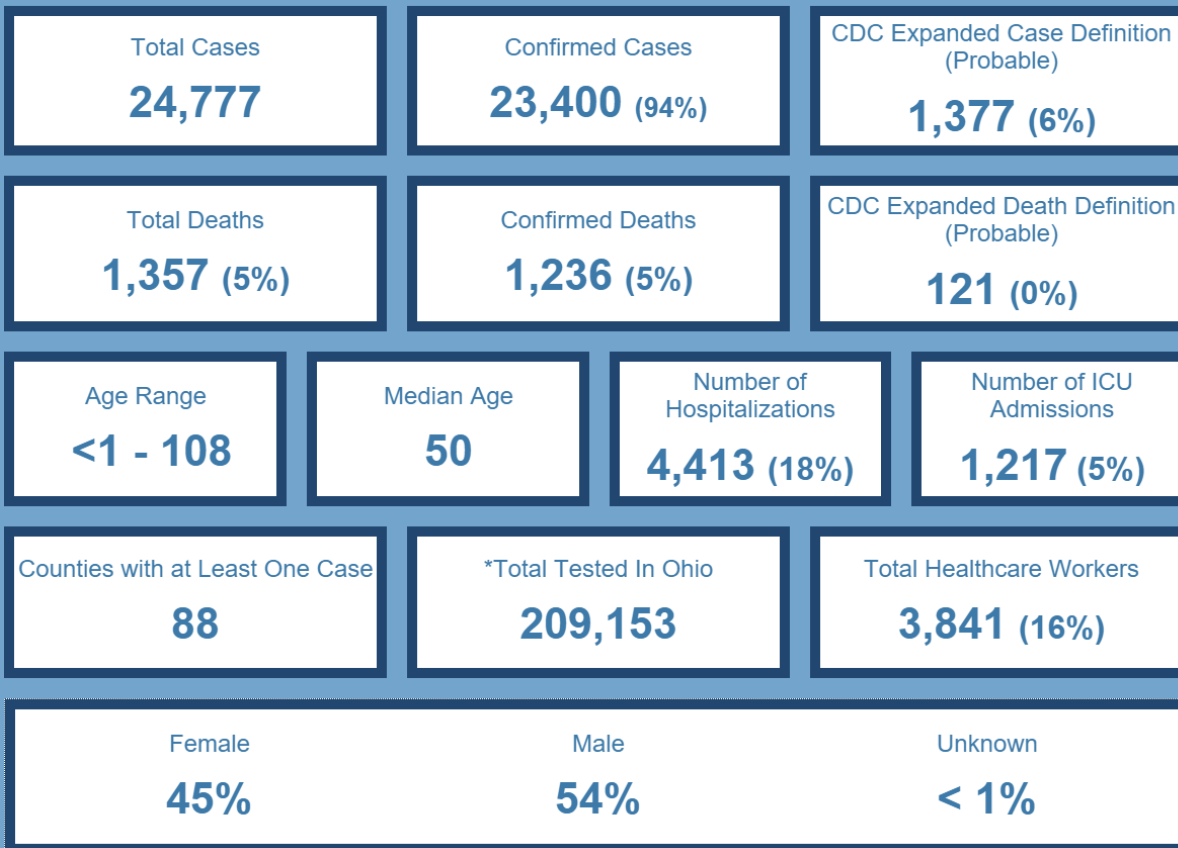 Total Cases
24,777
Confirmed Cases
23,400 (94%)
CDC Expanded Case Definition
(Probable)
1,377 (6%)
Total Deaths
1,357 (5%)
Confirmed Deaths
1,236 (5%)
CDC Expanded Death Definition
(Probable)
121 (0%)
Age Range
<1 - 108
Median Age
50
Number of
Hospitalizations
4,413 (18%)
Number of ICU
Admissions
1,217 (5%)
Counties with at Least One Case
88
*Total Tested In Ohio
209,153
Total Healthcare Workers
3,841 (16%)
Female
45%
Male
54%
Unknown
< 1%